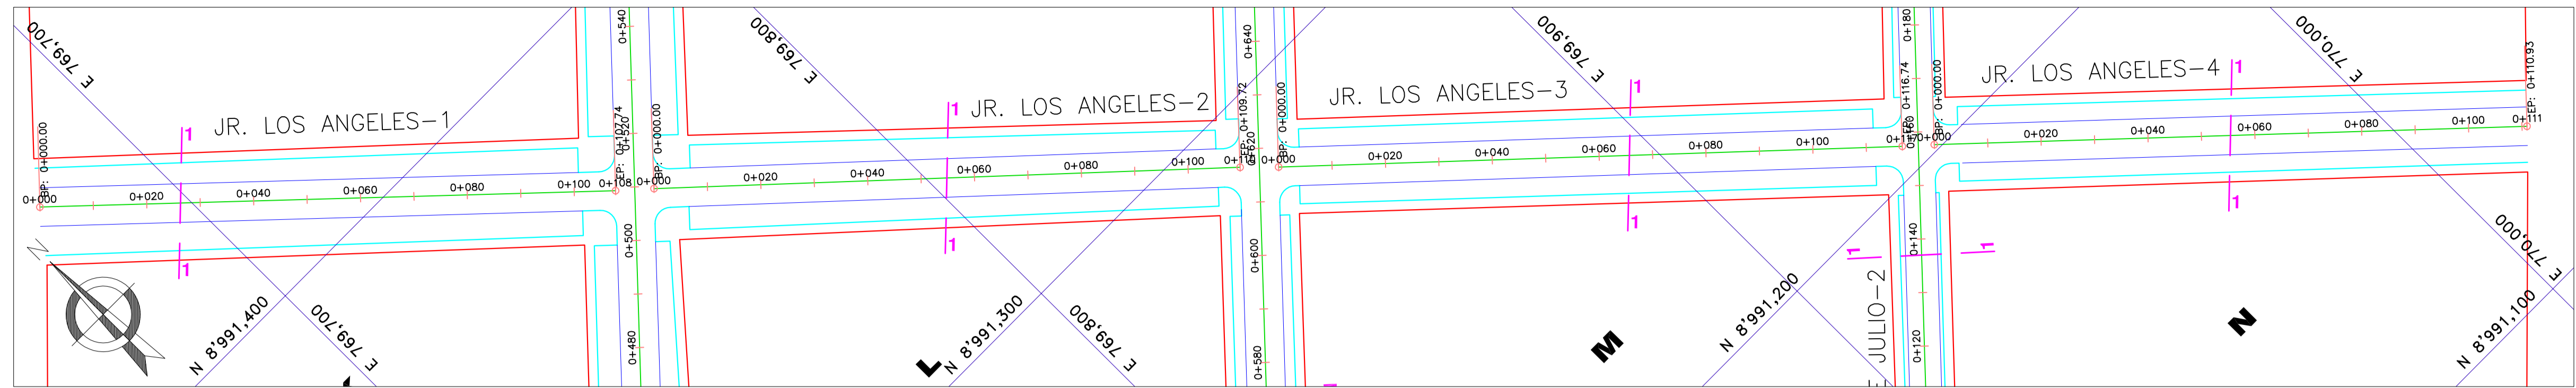 769,700 E
769,800 E
769,900 E
770,000 E
0+540
0+640
0+180
JR. LOS ANGELES-1
JR. LOS ANGELES-2
JR. LOS ANGELES-3
JR. LOS ANGELES-4
1
1
1
1
BP: 0+000.00
0+000
0+020
0+040
0+060
0+080
0+100
0+108
EP: 0+107.74
0+520
BP: 0+000.00
0+000
0+020
0+040
0+060
0+080
0+100
0+110
EP: 0+109.72
0+620
BP: 0+000.00
0+000
0+020
0+040
0+060
0+080
0+100
EP: 0+116.74
0+160
BP: 0+000.00
0+000
0+020
0+040
0+060
0+080
0+100
0+111
EP: 0+110.93
1
1
1
1
0+500
0+600
0+140
1
1
N
N 8'991,400
769,700 E
N 8'991,300
769,800 E
N 8'991,200
770,000 E
N 8'991,100
0+480
0+580
0+120
L
M
N
JULIO-2